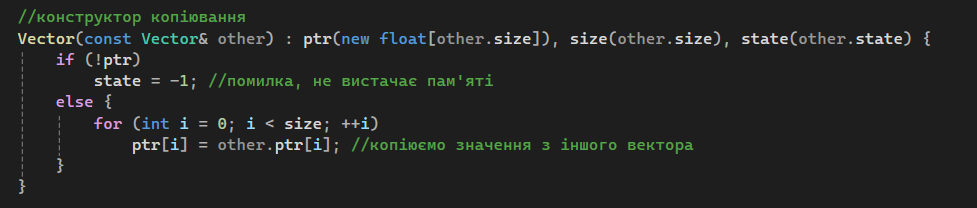 //конструктор копіювання
Vector(const Vector& other) : ptr(new float[other.size]), size(other.size), state(other.state) {
if (!ptr)
state = -1; //помилка, не вистачає пам'яті
else {
for (int i = 0; i < size; ++i)
ptr[i] = other.ptr[i]; //копіюємо значення з іншого вектора
}
}